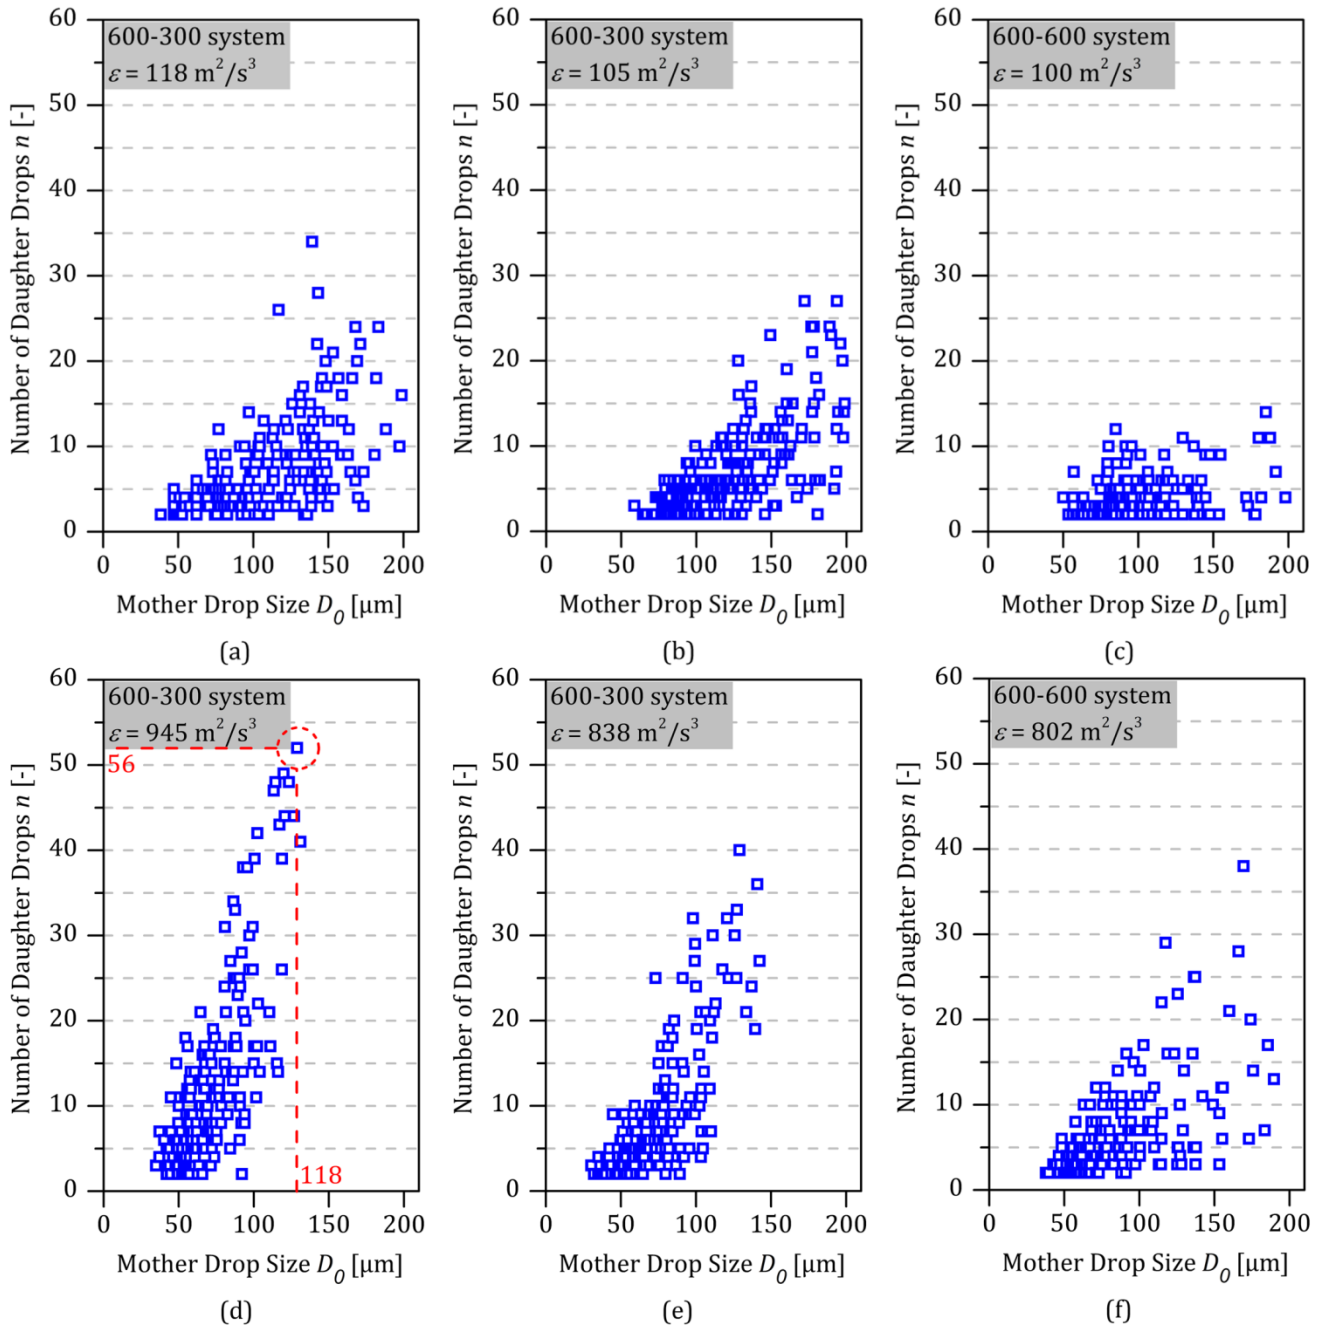 600-300 system
ε = 118 m²/s³
Number of Daughter Drops n [-]
60
50
40
30
20
10
0
0 50 100 150 200
Mother Drop Size D₀ [µm]
(a)
600-300 system
ε = 105 m²/s³
Number of Daughter Drops n [-]
60
50
40
30
20
10
0
0 50 100 150 200
Mother Drop Size D₀ [µm]
(b)
600-600 system
ε = 100 m²/s³
Number of Daughter Drops n [-]
60
50
40
30
20
10
0
0 50 100 150 200
Mother Drop Size D₀ [µm]
(c)
600-300 system
ε = 945 m²/s³
56
118
Number of Daughter Drops n [-]
60
50
40
30
20
10
0
0 50 100 150 200
Mother Drop Size D₀ [µm]
(d)
600-300 system
ε = 838 m²/s³
Number of Daughter Drops n [-]
60
50
40
30
20
10
0
0 50 100 150 200
Mother Drop Size D₀ [µm]
(e)
600-600 system
ε = 802 m²/s³
Number of Daughter Drops n [-]
60
50
40
30
20
10
0
0 50 100 150 200
Mother Drop Size D₀ [µm]
(f)